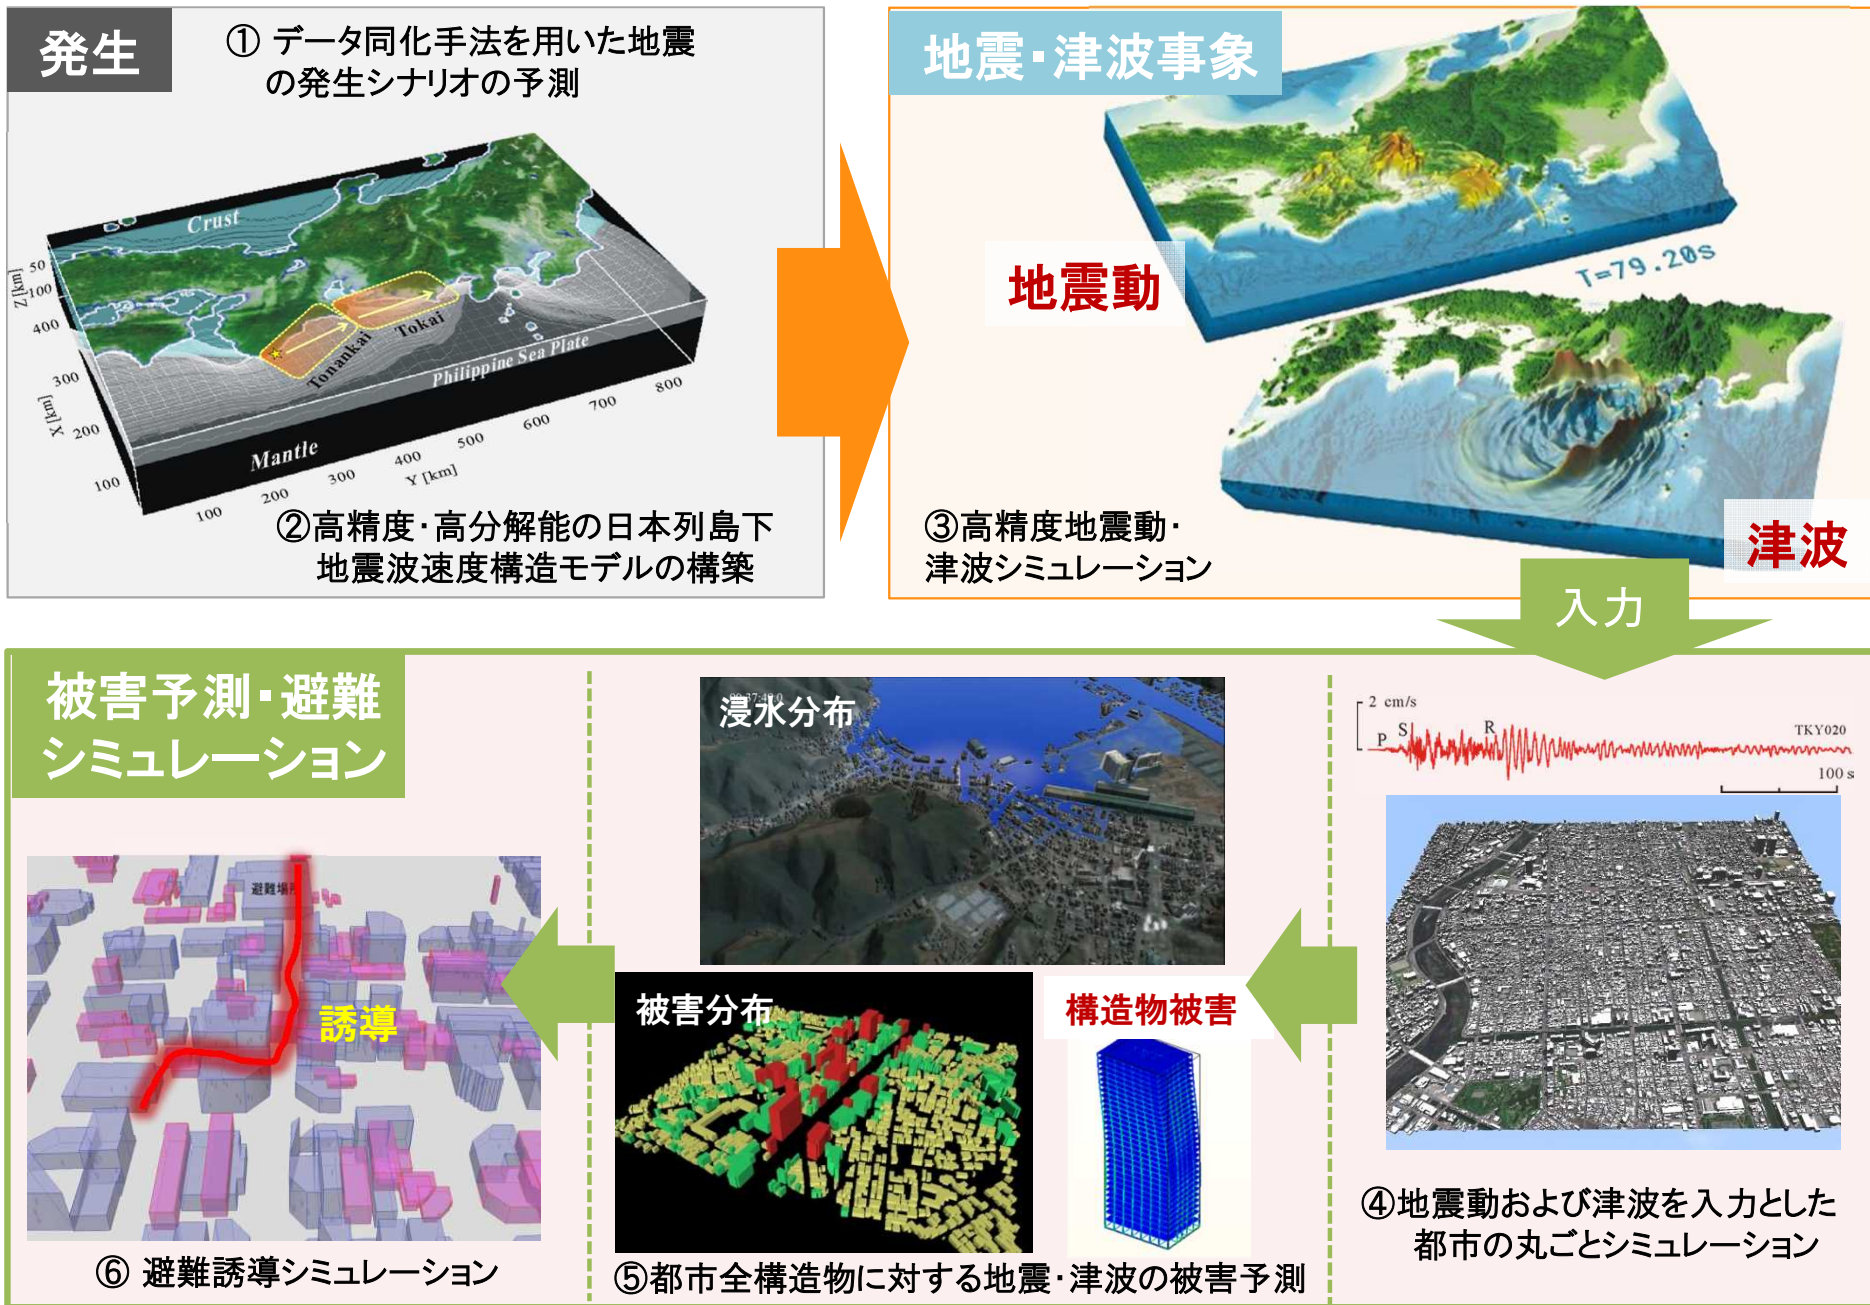 発生
① データ同化手法を用いた地震
の発生シナリオの予測
Crust
Tonankai
Tokai
Philippine Sea Plate
Mantle
Z [km]
50
100
X [km]
400
300
200
100
100
200
300
400
500
600
700
800
Y [km]
②高精度・高分解能の日本列島下
地震波速度構造モデルの構築
地震・津波事象
地震動
T=79.20s
津波
③高精度地震動・
津波シミュレーション
入力
被害予測・避難
シミュレーション
2 cm/s
P
S
R
TKY020
100 s
④地震動および津波を入力とした
都市の丸ごとシミュレーション
浸水分布
被害分布
構造物被害
⑤都市全構造物に対する地震・津波の被害予測
避難場所
誘導
⑥ 避難誘導シミュレーション